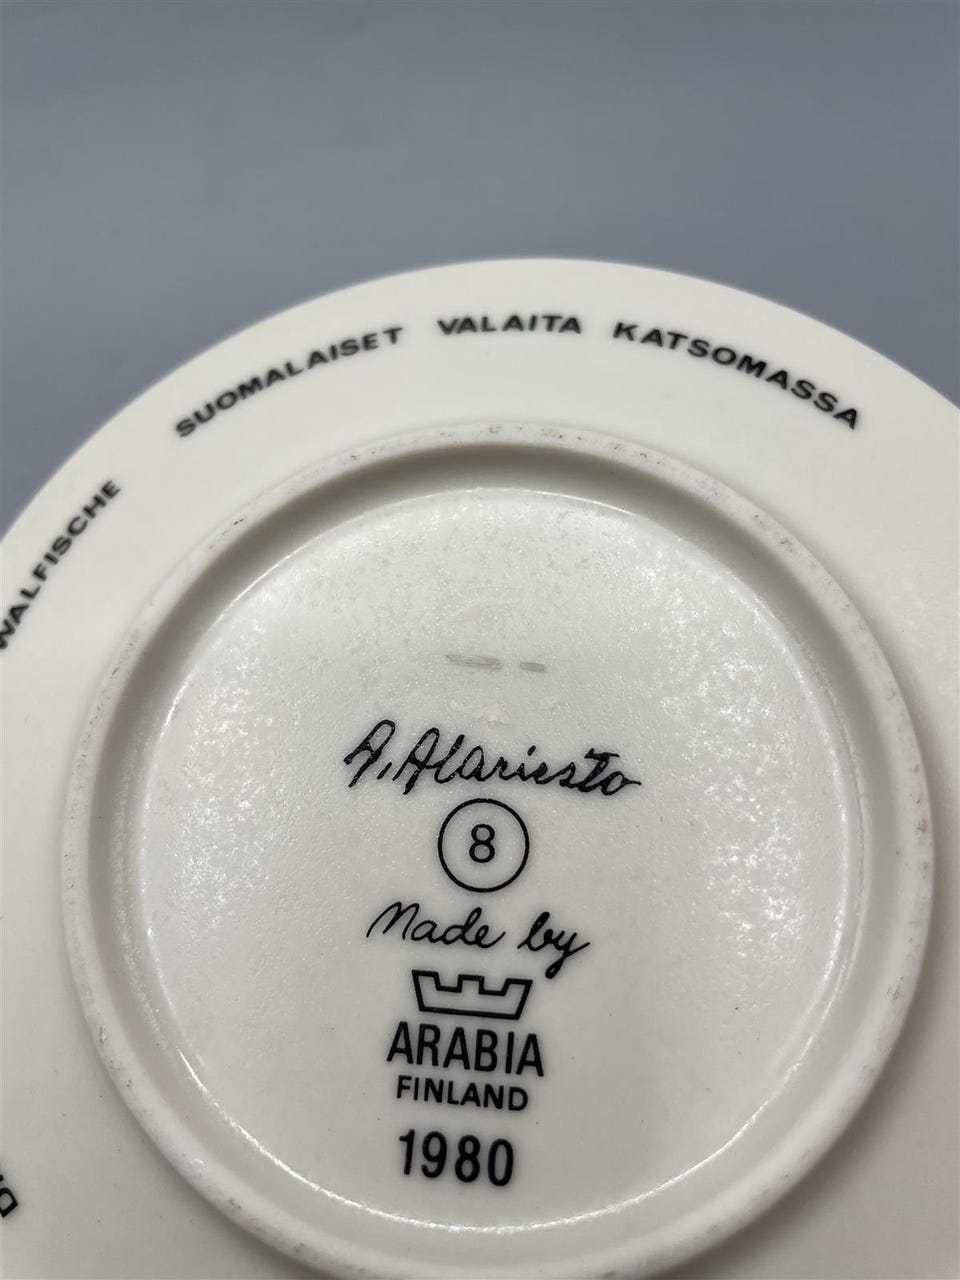 WALFISCHE
SUOMALAISET VALAITA KATSOMASSA
A. Alariesto
8
Made by
ARABIA
FINLAND
1980